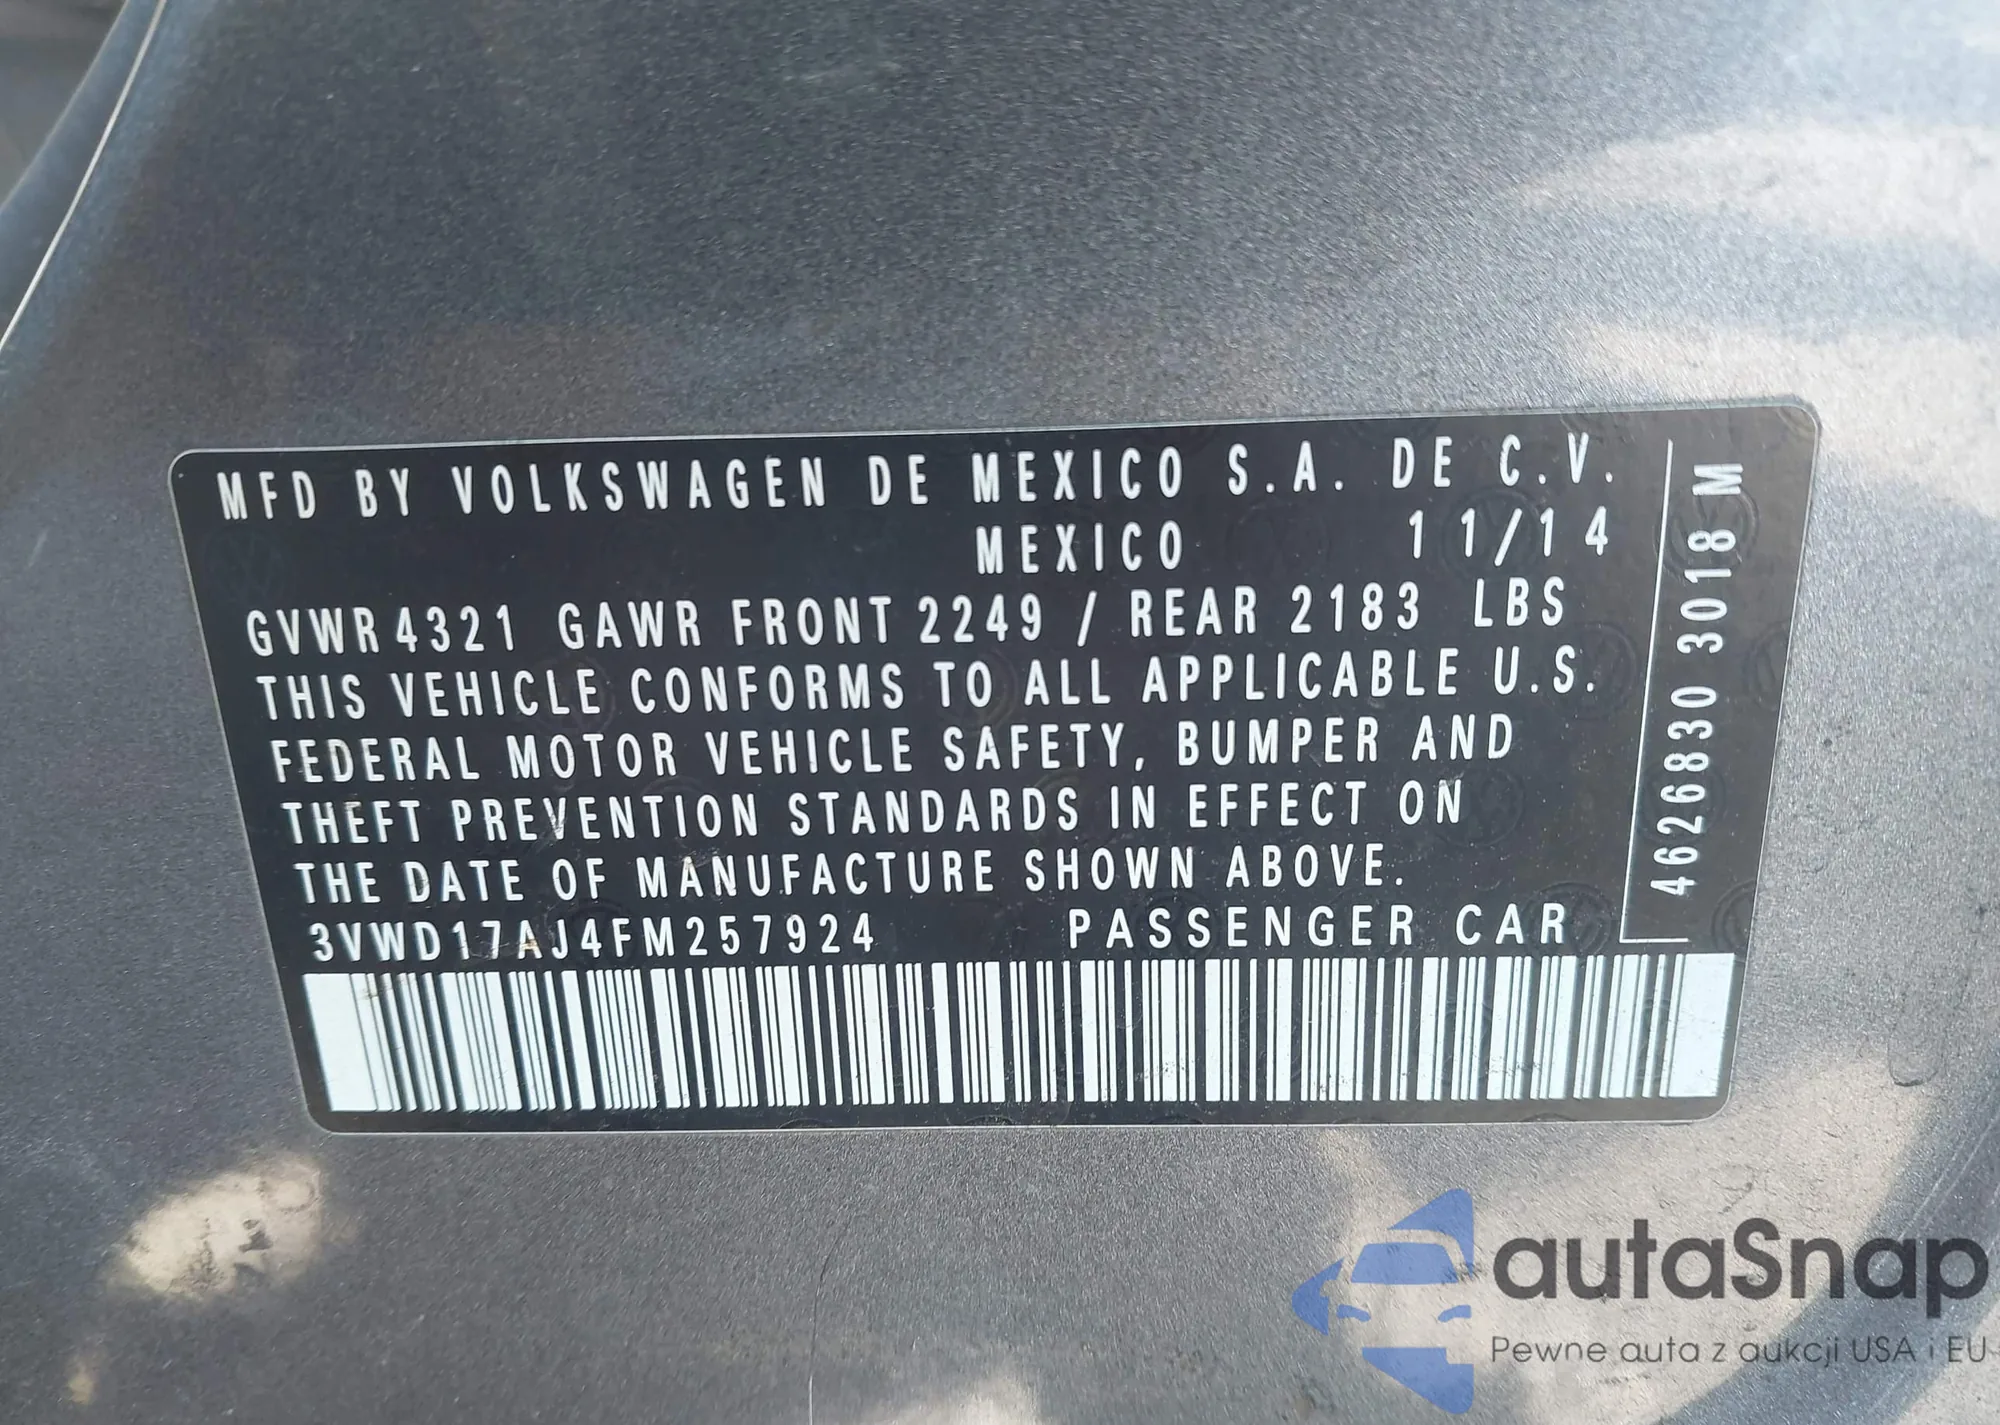 MFD BY VOLKSWAGEN DE MEXICO S.A. DE C.V.
MEXICO 11/14
GVWR 4321 GAWR FRONT 2249 / REAR 2183 LBS
THIS VEHICLE CONFORMS TO ALL APPLICABLE U.S.
FEDERAL MOTOR VEHICLE SAFETY, BUMPER AND
THEFT PREVENTION STANDARDS IN EFFECT ON
THE DATE OF MANUFACTURE SHOWN ABOVE.
3VWD17AJ4FM257924 PASSENGER CAR
4626830 3018 M
autaSnap
Pewne auta z aukcji USA i EU